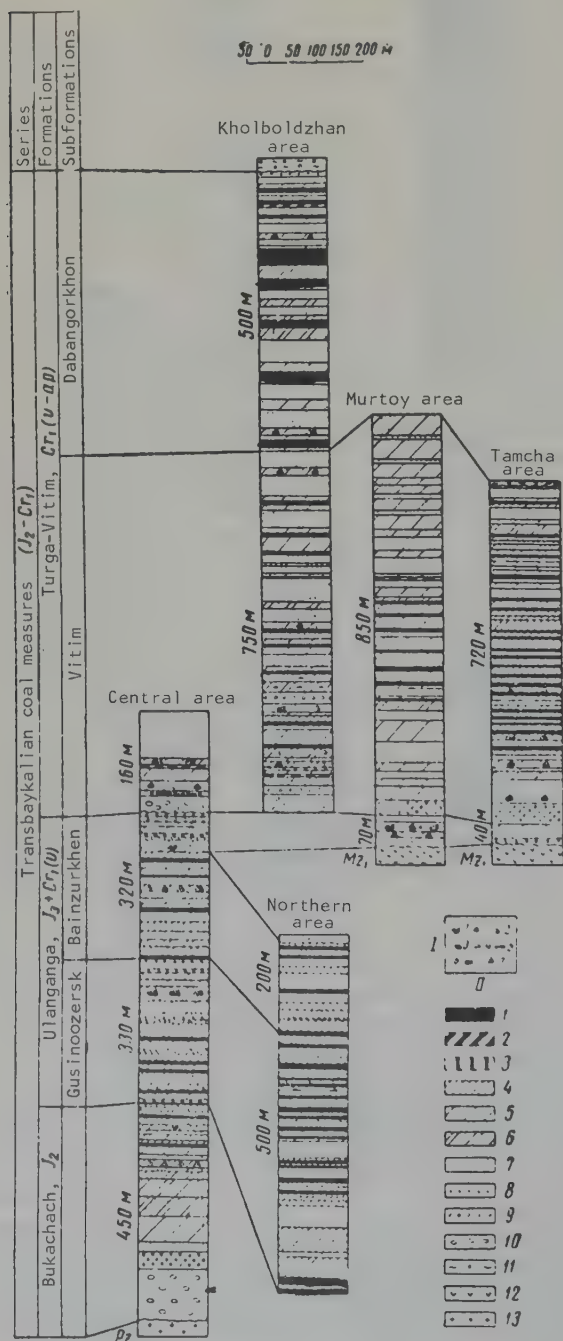 50 0 50 100 150 200 м
Series
Formations
Subformations
Transbaykalian coal measures (J₂-Cr₁)
Turga-Vitim, Cr₁(v-ap)
Ulanganga, J₃+Cr₁(v)
Bukachach, J₂
Dabangorkhon
Vitim
Bainzurkhen
Gusinoozersk
Kholboldzhan
area
500 м
750 м
Murtoy area
850 м
70 м
Mz₁
Tamcha
area
720 м
40 м
Mz₁
Central area
160 м
320 м
330 м
450 м
P₂
Northern
area
200 м
500 м
I
0
1
2
3
4
5
6
7
8
9
10
11
12
13